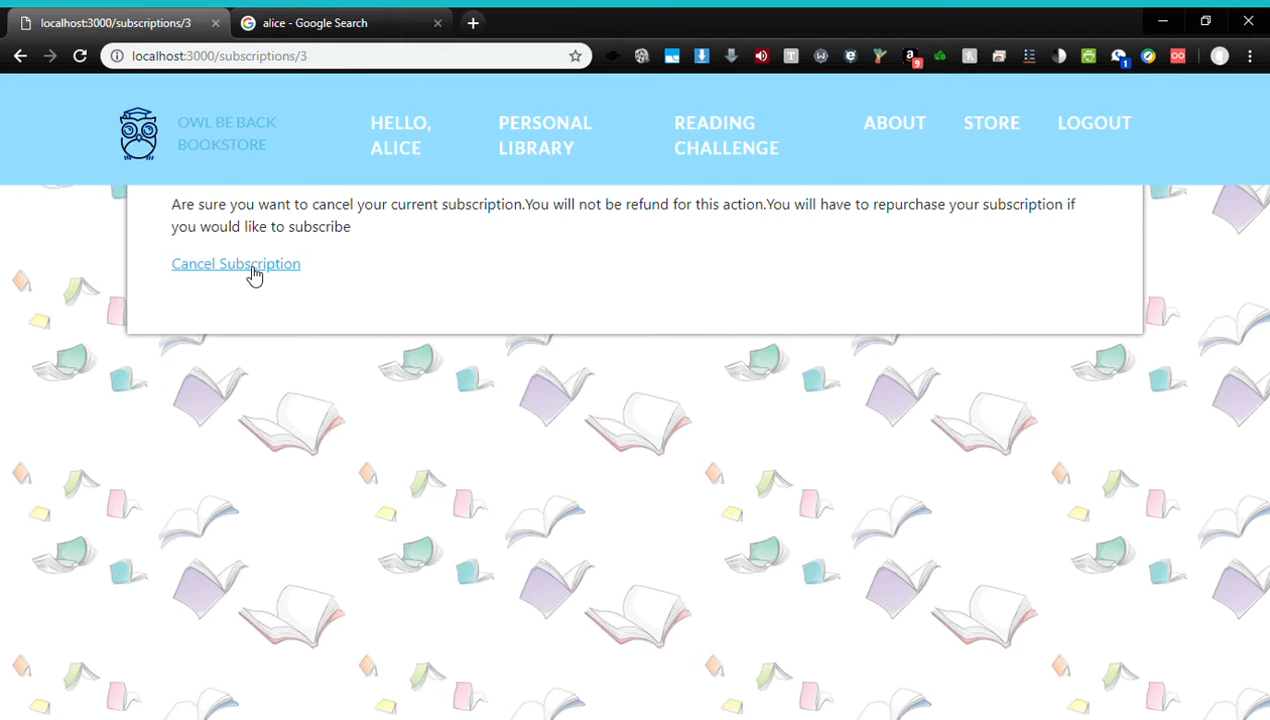 localhost:3000/subscriptions/3
alice - Google Search
localhost:3000/subscriptions/3
9
1
OWL BE BACK
BOOKSTORE
HELLO,
ALICE
PERSONAL
LIBRARY
READING
CHALLENGE
ABOUT
STORE
LOGOUT
Are sure you want to cancel your current subscription.You will not be refund for this action.You will have to repurchase your subscription if
you would like to subscribe
Cancel Subscription